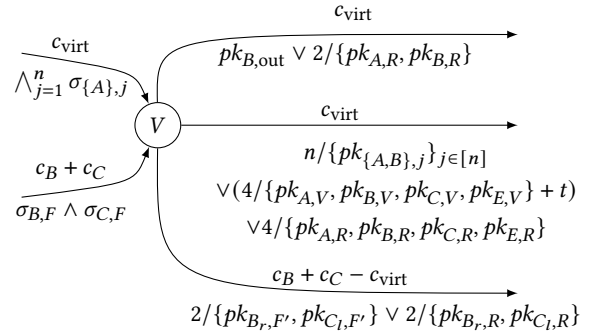 c_virt
pk_{B,out} ∨ 2/{pk_{A,R}, pk_{B,R}}
c_virt
⋀_{j=1}^n σ_{{A},j}
V
c_virt
n/{pk_{{A,B},j}}_{j∈[n]}
∨(4/{pk_{A,V}, pk_{B,V}, pk_{C,V}, pk_{E,V}} + t)
∨4/{pk_{A,R}, pk_{B,R}, pk_{C,R}, pk_{E,R}}
c_B + c_C
σ_{B,F} ∧ σ_{C,F}
c_B + c_C − c_virt
2/{pk_{B_r,F′}, pk_{C_l,F′}} ∨ 2/{pk_{B_r,R}, pk_{C_l,R}}